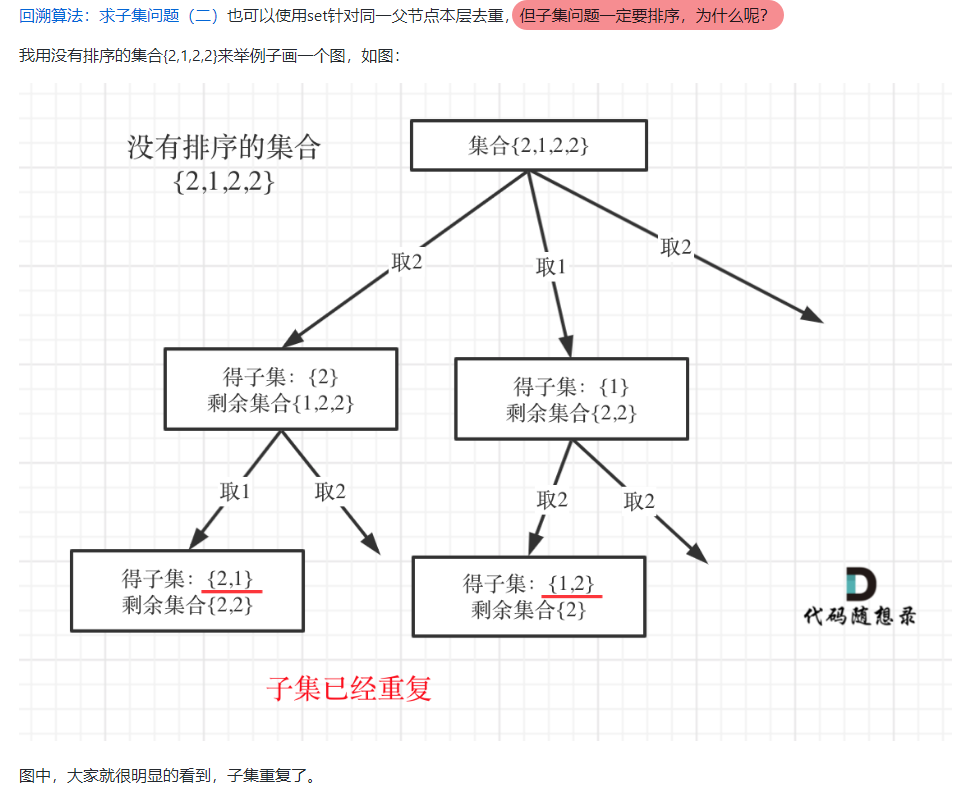 回溯算法：求子集问题（二）也可以使用set针对同一父节点本层去重，但子集问题一定要排序，为什么呢？
我用没有排序的集合{2,1,2,2}来举例子画一个图，如图：
没有排序的集合
{2,1,2,2}
集合{2,1,2,2}
取2
取1
取2
得子集：{2}
剩余集合{1,2,2}
得子集：{1}
剩余集合{2,2}
取1
取2
取2
取2
得子集：{2,1}
剩余集合{2,2}
得子集：{1,2}
剩余集合{2}
代码随想录
子集已经重复
图中，大家就很明显的看到，子集重复了。